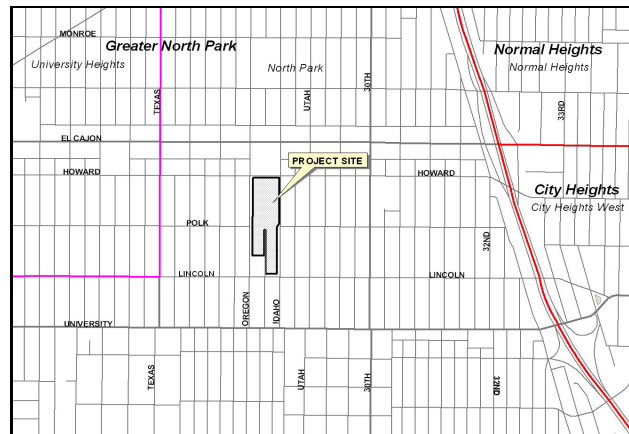 MONROE
Greater North Park
University Heights
North Park
Normal Heights
Normal Heights
TEXAS
UTAH
30TH
33RD
EL CAJON
PROJECT SITE
HOWARD
HOWARD
City Heights
City Heights West
POLK
32ND
LINCOLN
LINCOLN
OREGON
IDAHO
UNIVERSITY
TEXAS
UTAH
30TH
32ND